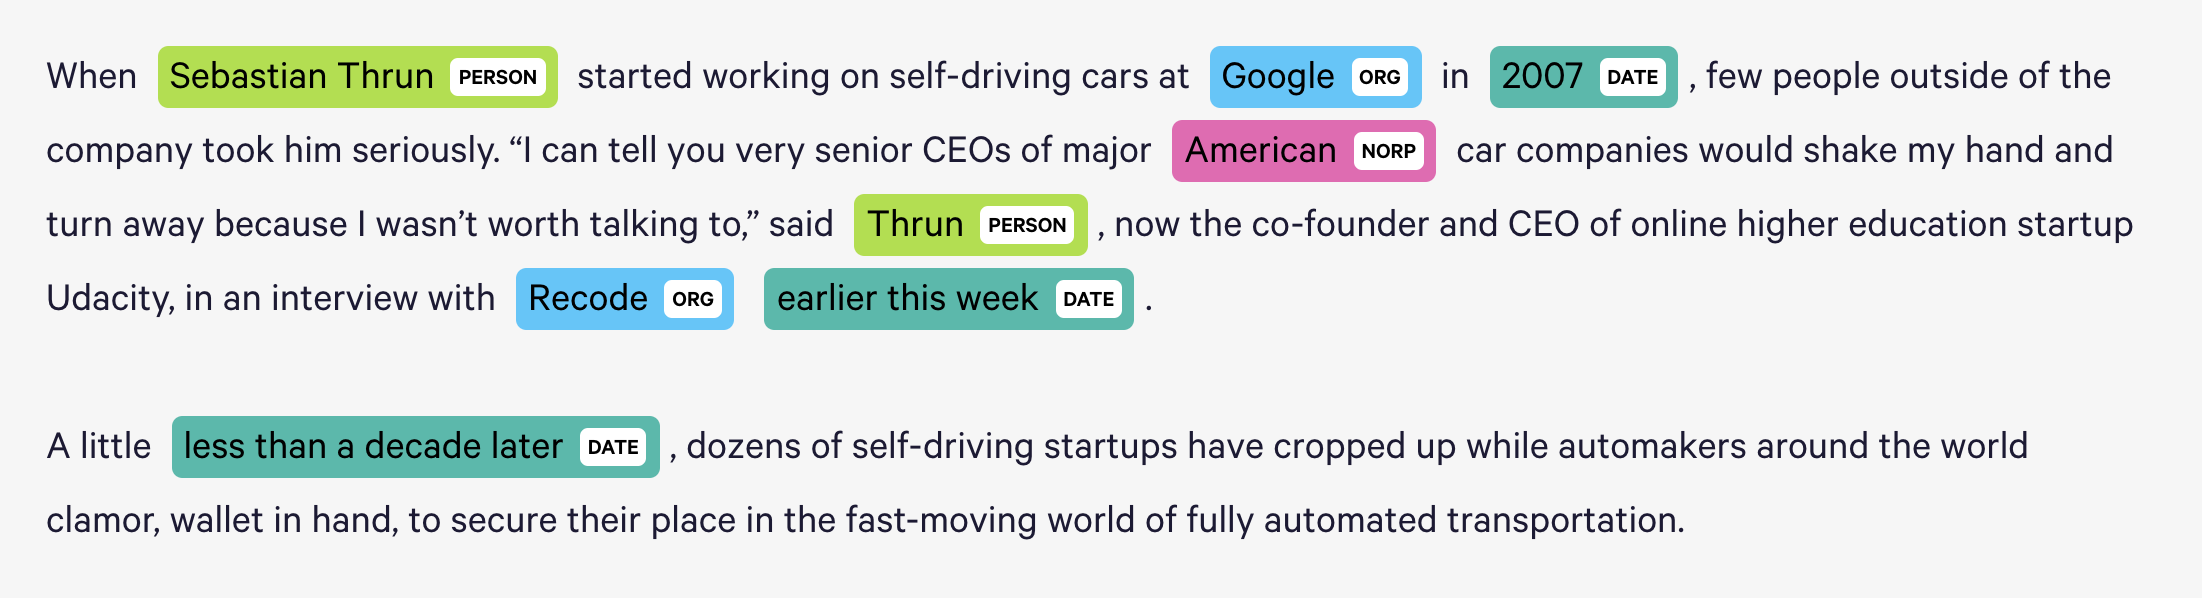 When Sebastian Thrun PERSON started working on self-driving cars at Google ORG in 2007 DATE , few people outside of the
company took him seriously. “I can tell you very senior CEOs of major American NORP car companies would shake my hand and
turn away because I wasn’t worth talking to,” said Thrun PERSON , now the co-founder and CEO of online higher education startup
Udacity, in an interview with Recode ORG earlier this week DATE .
A little less than a decade later DATE , dozens of self-driving startups have cropped up while automakers around the world
clamor, wallet in hand, to secure their place in the fast-moving world of fully automated transportation.